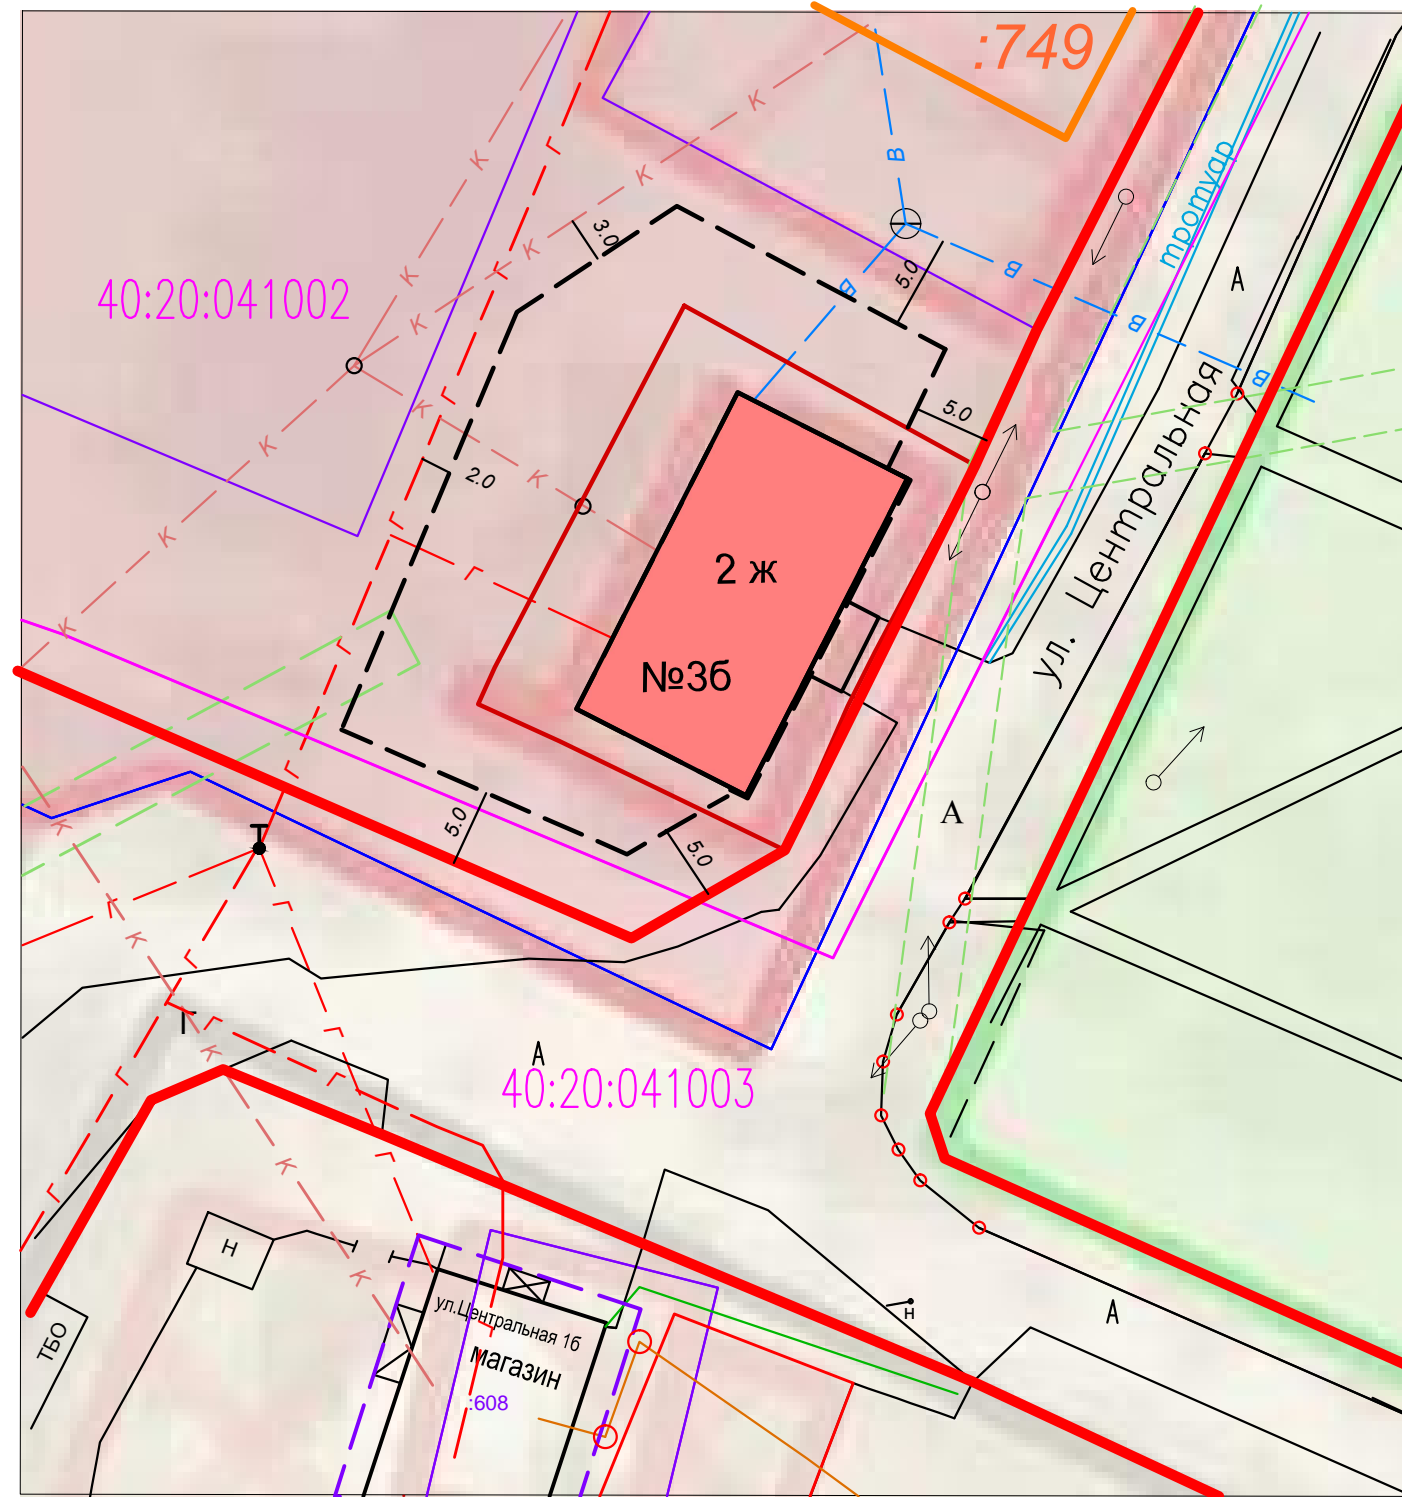 :749
К
К
В
К
3.0
К
В
5.0
В
В
тротуар
А
40:20:041002
К
К
В
В
К
К
5.0
К
К
2.0
ул. Центральная
2 ж
№3б
К
5.0
5.0
А
К
Т
К
Г
К
А
40:20:041003
К
Н
К
ТБО
ул.Центральная 1б
магазин
:608
н
А